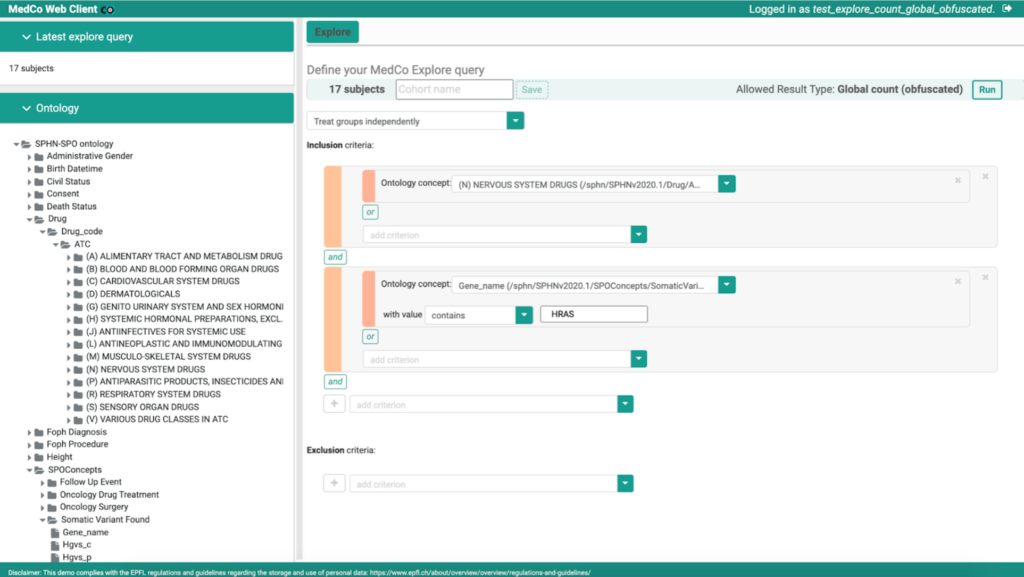 MedCo Web Client
Logged in as test_explore_count_global_obfuscated.
Latest explore query
17 subjects
Ontology
SPHN-SPO ontology
Administrative Gender
Birth Datetime
Civil Status
Consent
Death Status
Drug
Drug_code
ATC
(A) ALIMENTARY TRACT AND METABOLISM DRUG
(B) BLOOD AND BLOOD FORMING ORGAN DRUGS
(C) CARDIOVASCULAR SYSTEM DRUGS
(D) DERMATOLOGICALS
(G) GENITO URINARY SYSTEM AND SEX HORMONI
(H) SYSTEMIC HORMONAL PREPARATIONS, EXCL.
(J) ANTIINFECTIVES FOR SYSTEMIC USE
(L) ANTINEOPLASTIC AND IMMUNOMODULATING
(M) MUSCULO-SKELETAL SYSTEM DRUGS
(N) NERVOUS SYSTEM DRUGS
(P) ANTIPARASITIC PRODUCTS, INSECTICIDES ANI
(R) RESPIRATORY SYSTEM DRUGS
(S) SENSORY ORGAN DRUGS
(V) VARIOUS DRUG CLASSES IN ATC
Foph Diagnosis
Foph Procedure
Height
SPOConcepts
Follow Up Event
Oncology Drug Treatment
Oncology Surgery
Somatic Variant Found
Gene_name
Hgvs_c
Hgvs_p
Explore
Define your MedCo Explore query
17 subjects Cohort name Save Allowed Result Type: Global count (obfuscated) Run
Treat groups independently
Inclusion criteria:
Ontology concept: (N) NERVOUS SYSTEM DRUGS (/sphn/SPHNv2020.1/Drug/A...
or
add criterion
and
Ontology concept: Gene_name (/sphn/SPHNv2020.1/SPOConcepts/SomaticVari...
with value contains HRAS
or
add criterion
and
+ add criterion
Exclusion criteria:
+ add criterion
Disclaimer: This demo complies with the EPFL regulations and guidelines regarding the storage and use of personal data: https://www.epfl.ch/about/overview/overview/regulations-and-guidelines/